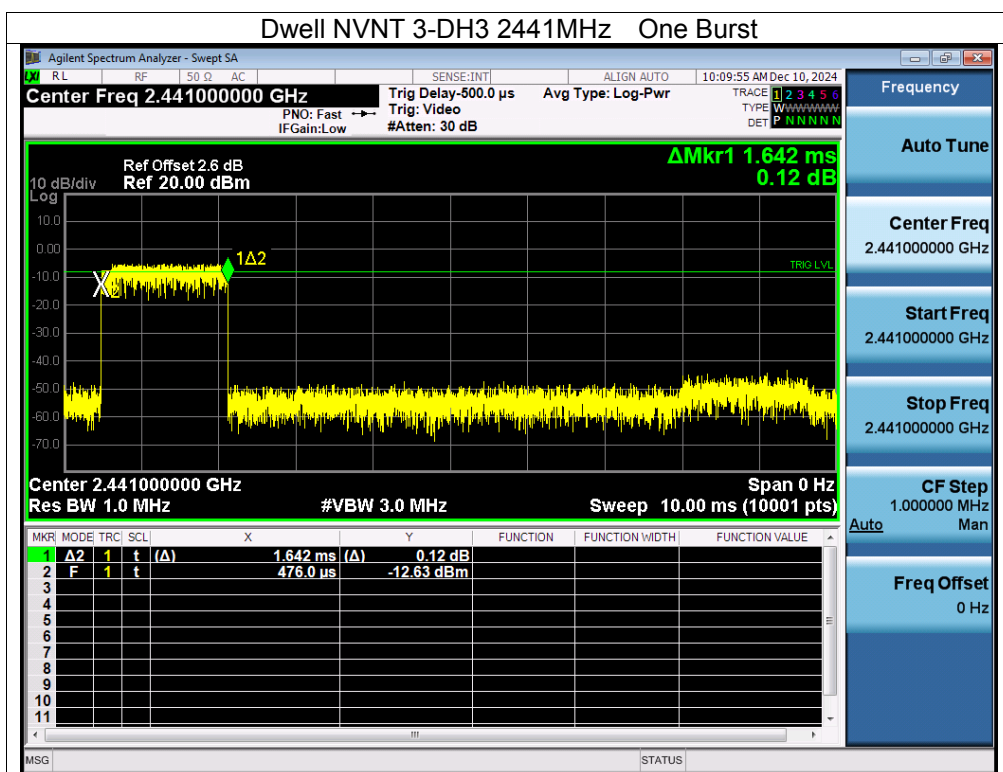 Dwell NVNT 3-DH3 2441MHz One Burst
Agilent Spectrum Analyzer - Swept SA
LXI RL RF 50 Ω AC SENSE:INT ALIGN AUTO 10:09:55 AM Dec 10, 2024
Center Freq 2.441000000 GHz Trig Delay-500.0 µs Avg Type: Log-Pwr TRACE 1 2 3 4 5 6
PNO: Fast Trig: Video TYPE WWWWWW
IFGain:Low #Atten: 30 dB DET P N N N N N
Frequency
ΔMkr1 1.642 ms
0.12 dB
Ref Offset 2.6 dB
10 dB/div Ref 20.00 dBm
Log
10.0
0.00
-10.0
-20.0
-30.0
-40.0
-50.0
-60.0
-70.0
1Δ2
2
TRIG LVL
Center 2.441000000 GHz Span 0 Hz
Res BW 1.0 MHz #VBW 3.0 MHz Sweep 10.00 ms (10001 pts)
MKR MODE TRC SCL X Y FUNCTION FUNCTION WIDTH FUNCTION VALUE
1 Δ2 1 t (Δ) 1.642 ms (Δ) 0.12 dB
2 F 1 t 476.0 µs -12.63 dBm
3
4
5
6
7
8
9
10
11
Auto Tune
Center Freq
2.441000000 GHz
Start Freq
2.441000000 GHz
Stop Freq
2.441000000 GHz
CF Step
1.000000 MHz
Auto Man
Freq Offset
0 Hz
MSG STATUS